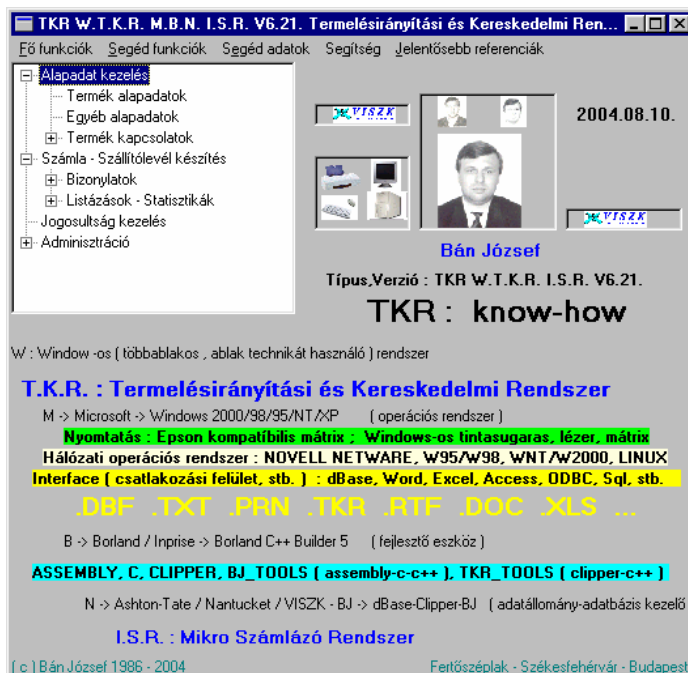 TKR W.T.K.R. M.B.N. I.S.R. V6.21. Termelésirányítási és Kereskedelmi Ren...
Fő funkciók Segéd funkciók Segéd adatok Segítség Jelentősebb referenciák
Alapadat kezelés
Termék alapadatok
Egyéb alapadatok
Termék kapcsolatok
Számla - Szállítólevél készítés
Bizonylatok
Listázások - Statisztikák
Jogosultság kezelés
Adminisztráció
VISZK
2004.08.10.
VISZK
Bán József
Típus,Verzió : TKR W.T.K.R. I.S.R. V6.21.
TKR : know-how
W : Window -os ( többablakos , ablak technikát használó ) rendszer
T.K.R. : Termelésirányítási és Kereskedelmi Rendszer
M -> Microsoft -> Windows 2000/98/95/NT/XP ( operációs rendszer )
Nyomtatás : Epson kompatíbilis mátrix ; Windows-os tintasugaras, lézer, mátrix
Hálózati operációs rendszer : NOVELL NETWARE, W95/W98, WNT/W2000, LINUX
Interface ( csatlakozási felület, stb. ) : dBase, Word, Excel, Access, ODBC, Sql, stb.
.DBF .TXT .PRN .TKR .RTF .DOC .XLS ...
B -> Borland / Inprise -> Borland C++ Builder 5 ( fejlesztő eszköz )
ASSEMBLY, C, CLIPPER, BJ_TOOLS ( assembly-c-c++ ), TKR_TOOLS ( clipper-c++ )
N -> Ashton-Tate / Nantucket / VISZK - BJ -> dBase-Clipper-BJ ( adatállomány-adatbázis kezelő
I.S.R. : Mikro Számlázó Rendszer
( c ) Bán József 1986 - 2004 Fertőszéplak - Székesfehérvár - Budapest